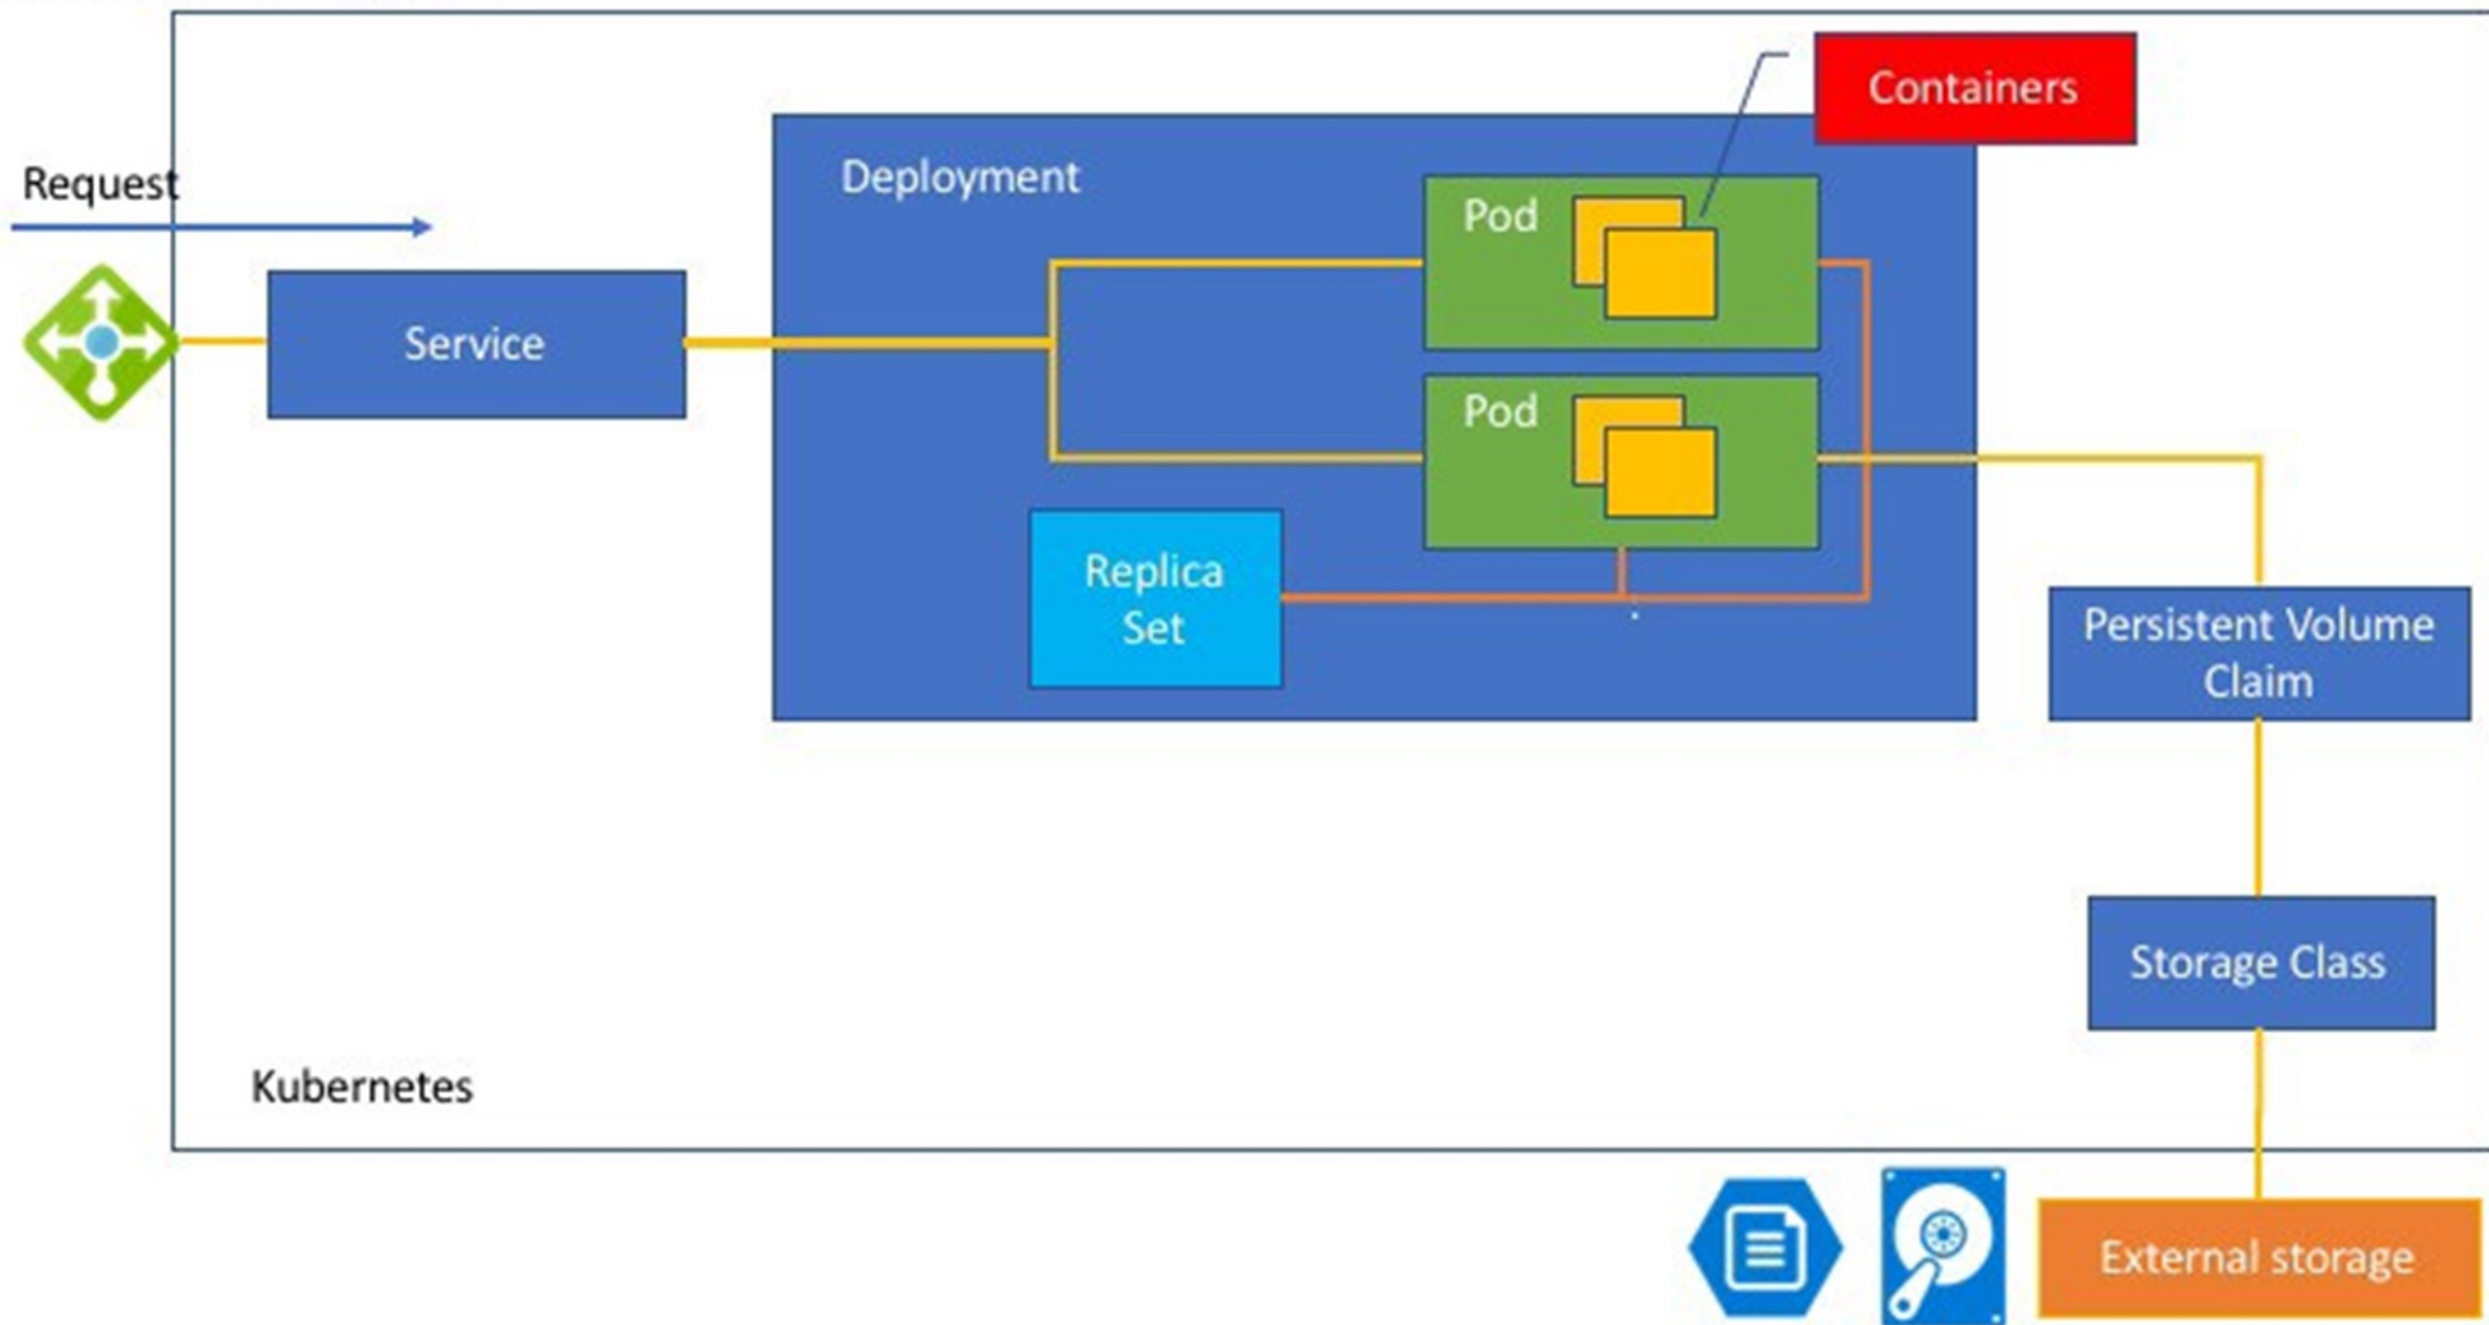 Containers
Request
Deployment
Pod
Service
Pod
Replica
Set
Persistent Volume
Claim
Storage Class
Kubernetes
External storage